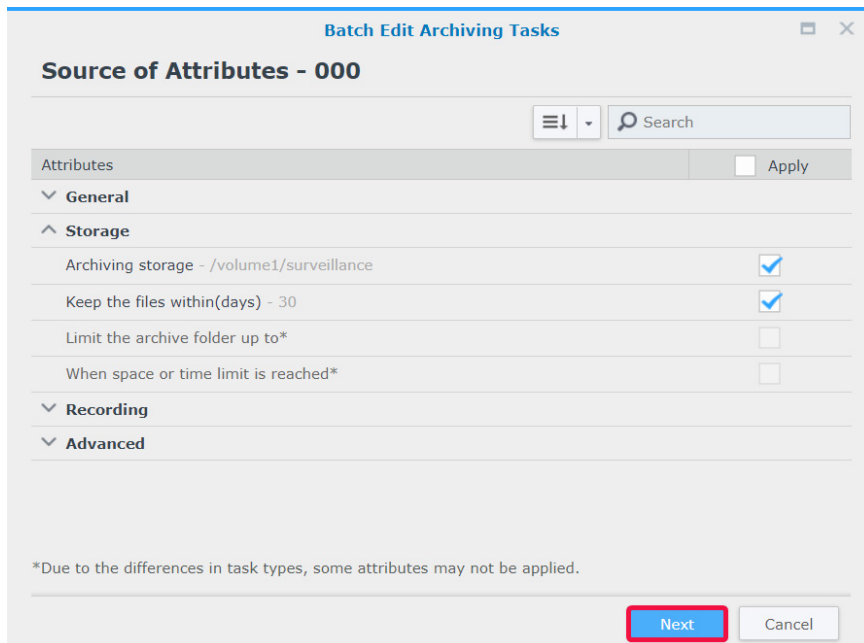 Batch Edit Archiving Tasks
Source of Attributes - 000
Search
Attributes Apply
General
Storage
Archiving storage - /volume1/surveillance
Keep the files within(days) - 30
Limit the archive folder up to*
When space or time limit is reached*
Recording
Advanced
*Due to the differences in task types, some attributes may not be applied.
Next Cancel